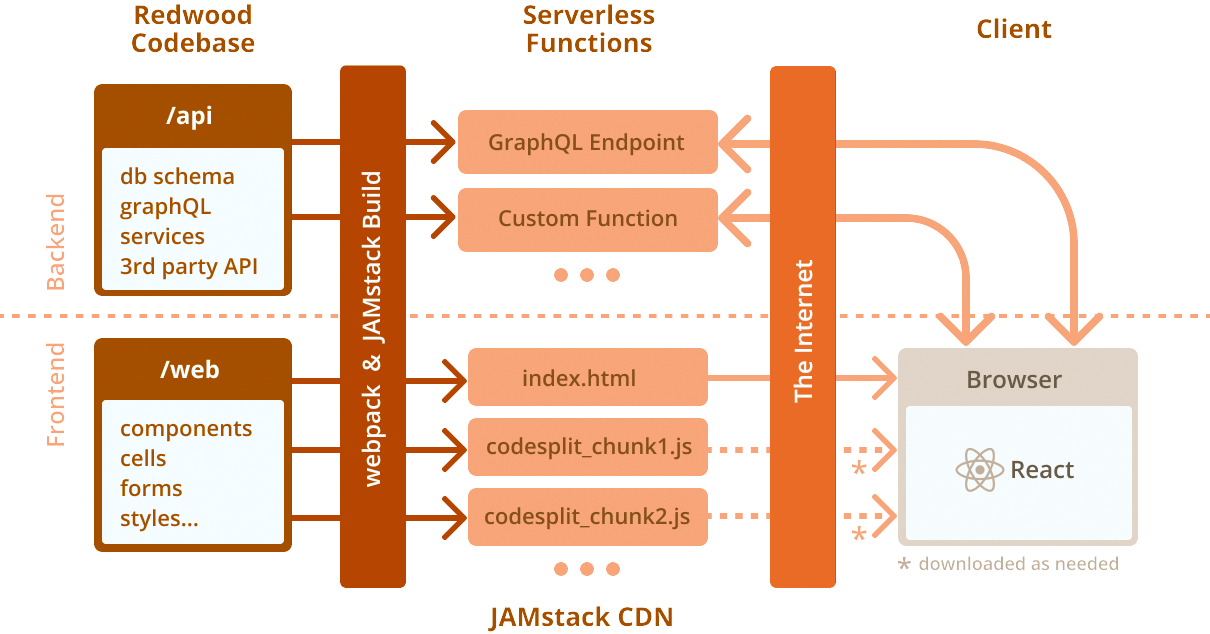 Redwood
Codebase
Serverless
Functions
Client
Backend
/api
db schema
graphQL
services
3rd party API
webpack & JAMstack Build
GraphQL Endpoint
Custom Function
The Internet
Frontend
/web
components
cells
forms
styles...
index.html
codesplit_chunk1.js
codesplit_chunk2.js
*
*
Browser
React
* downloaded as needed
JAMstack CDN